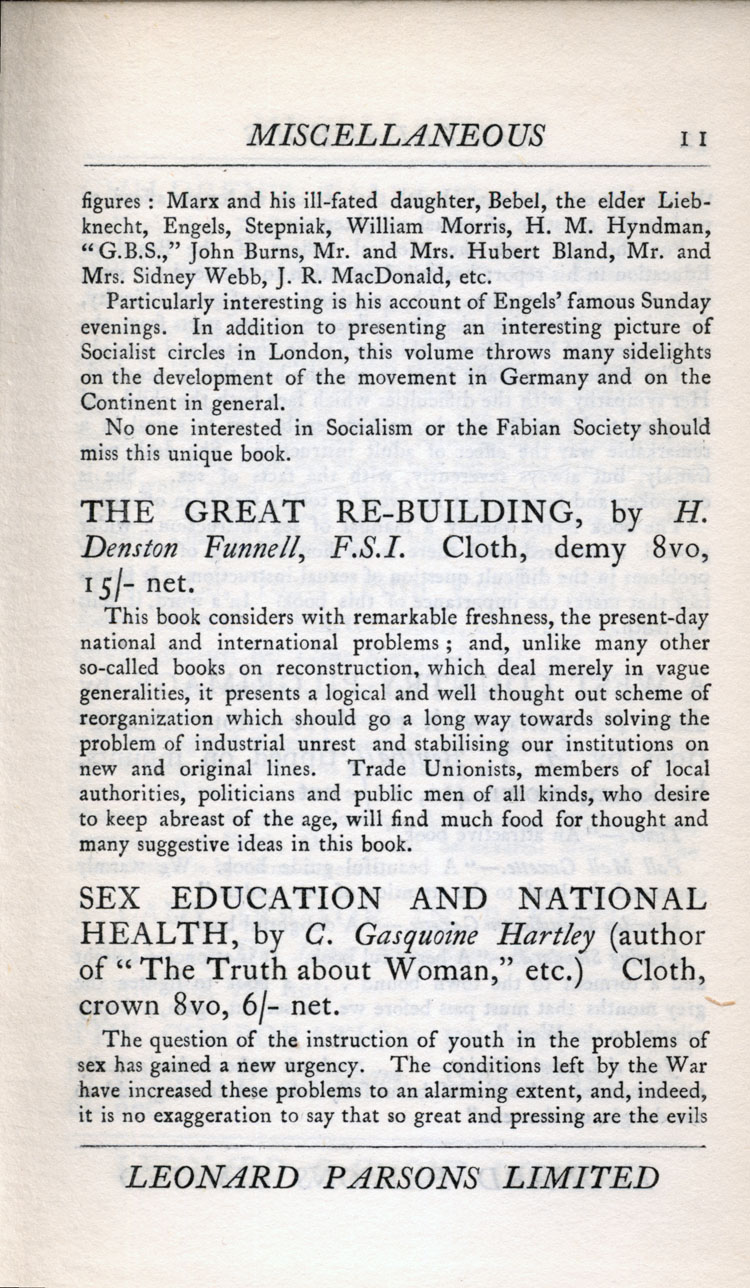 MISCELLANEOUS 11
figures : Marx and his ill-fated daughter, Bebel, the elder Lieb-
knecht, Engels, Stepniak, William Morris, H. M. Hyndman,
“G.B.S.,” John Burns, Mr. and Mrs. Hubert Bland, Mr. and
Mrs. Sidney Webb, J. R. MacDonald, etc.
Particularly interesting is his account of Engels’ famous Sunday
evenings. In addition to presenting an interesting picture of
Socialist circles in London, this volume throws many sidelights
on the development of the movement in Germany and on the
Continent in general.
No one interested in Socialism or the Fabian Society should
miss this unique book.
THE GREAT RE-BUILDING, by H.
Denston Funnell, F.S.I. Cloth, demy 8vo,
15/- net.
This book considers with remarkable freshness, the present-day
national and international problems ; and, unlike many other
so-called books on reconstruction, which deal merely in vague
generalities, it presents a logical and well thought out scheme of
reorganization which should go a long way towards solving the
problem of industrial unrest and stabilising our institutions on
new and original lines. Trade Unionists, members of local
authorities, politicians and public men of all kinds, who desire
to keep abreast of the age, will find much food for thought and
many suggestive ideas in this book.
SEX EDUCATION AND NATIONAL
HEALTH, by C. Gasquoine Hartley (author
of “The Truth about Woman,” etc.) Cloth,
crown 8vo, 6/- net.
The question of the instruction of youth in the problems of
sex has gained a new urgency. The conditions left by the War
have increased these problems to an alarming extent, and, indeed,
it is no exaggeration to say that so great and pressing are the evils
LEONARD PARSONS LIMITED